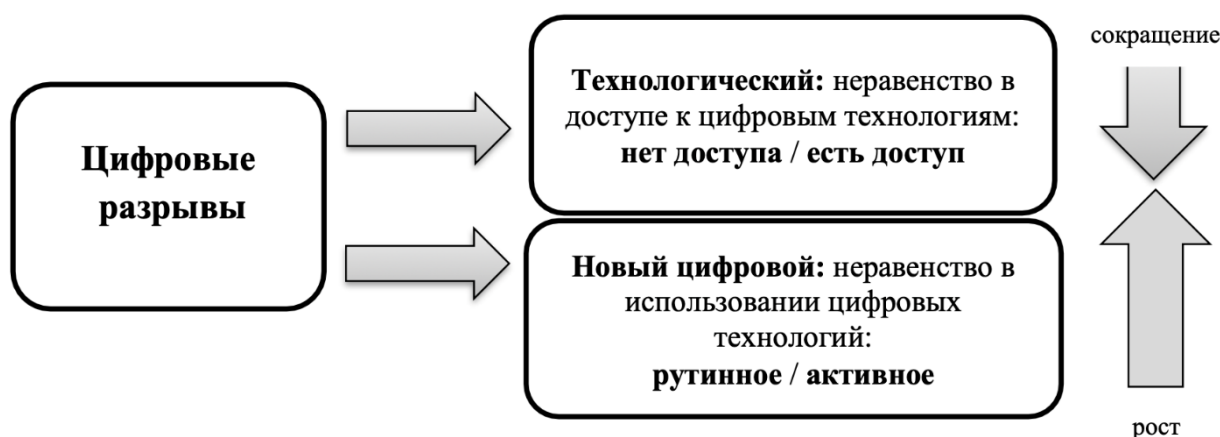 Цифровые
разрывы
Технологический: неравенство в
доступе к цифровым технологиям:
нет доступа / есть доступ
сокращение
Новый цифровой: неравенство в
использовании цифровых
технологий:
рутинное / активное
рост